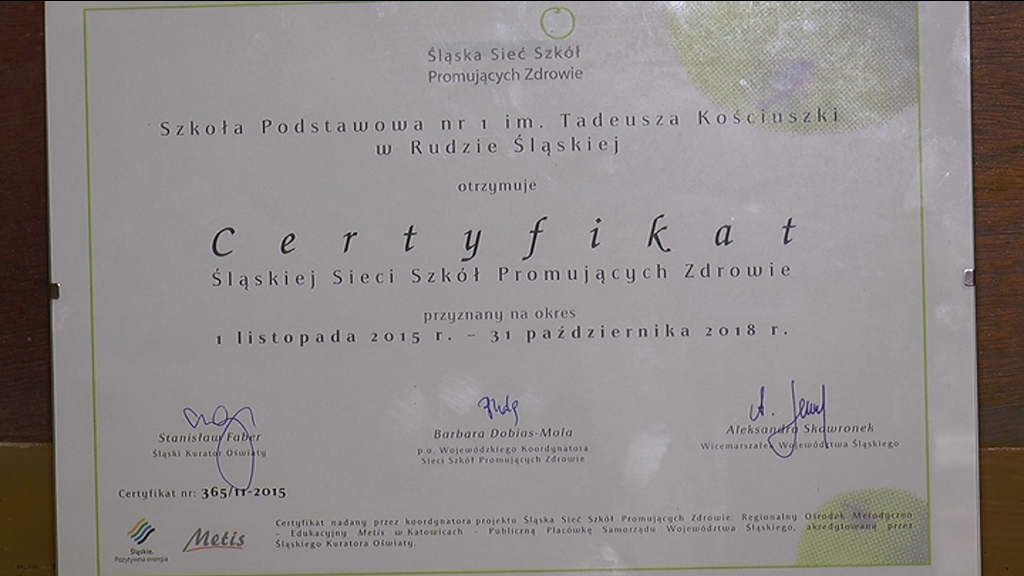 Śląska Sieć Szkół
Promujących Zdrowie
Szkoła Podstawowa nr 1 im. Tadeusza Kościuszki
w Rudzie Śląskiej
otrzymuje
Certyfikat
Śląskiej Sieci Szkół Promujących Zdrowie
przyznany na okres
1 listopada 2015 r. – 31 października 2018 r.
Stanisław Faber
Śląski Kurator Oświaty
Barbara Dobias-Mola
p.o. Wojewódzkiego Koordynatora
Sieci Szkół Promujących Zdrowie
Aleksandra Skowronek
Wicemarszałek Województwa Śląskiego
Certyfikat nr: 365/II-2015
Śląskie.
Pozytywna energia
Metis
Certyfikat nadany przez koordynatora projektu Śląska Sieć Szkół Promujących Zdrowie: Regionalny Ośrodek Metodyczno
– Edukacyjny Metis w Katowicach – Publiczną Placówkę Samorządu Województwa Śląskiego, akredytowaną przez
Śląskiego Kuratora Oświaty.